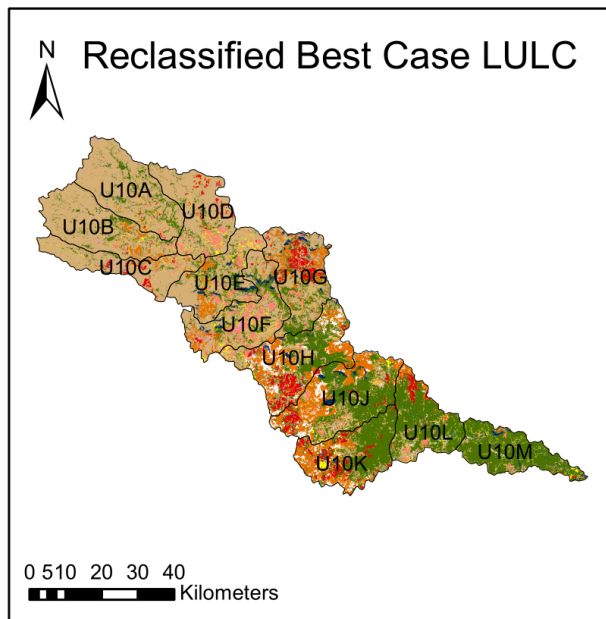 N
Reclassified Best Case LULC
U10A
U10D
U10B
U10C
U10E
U10G
U10F
U10H
U10J
U10L
U10M
U10K
0 510 20 30 40
Kilometers